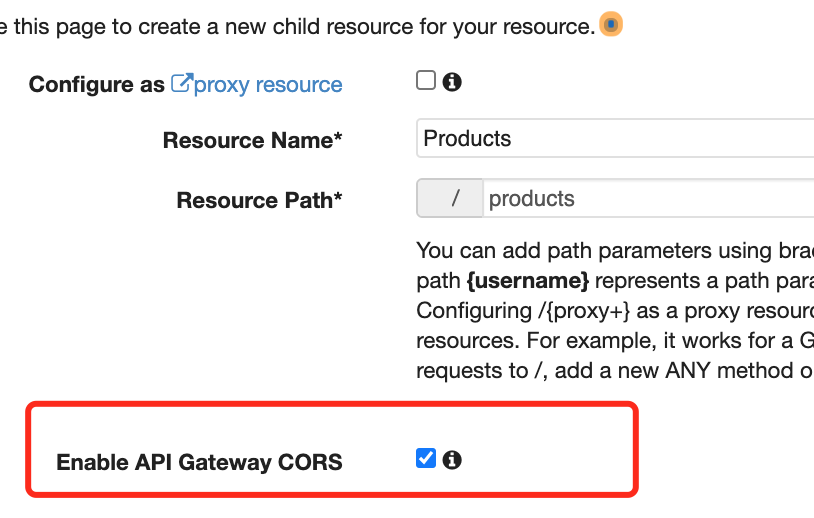 e this page to create a new child resource for your resource.
Configure as proxy resource
Resource Name* Products
Resource Path* / products
You can add path parameters using brac
path {username} represents a path para
Configuring /{proxy+} as a proxy resourc
resources. For example, it works for a G
requests to /, add a new ANY method o
Enable API Gateway CORS